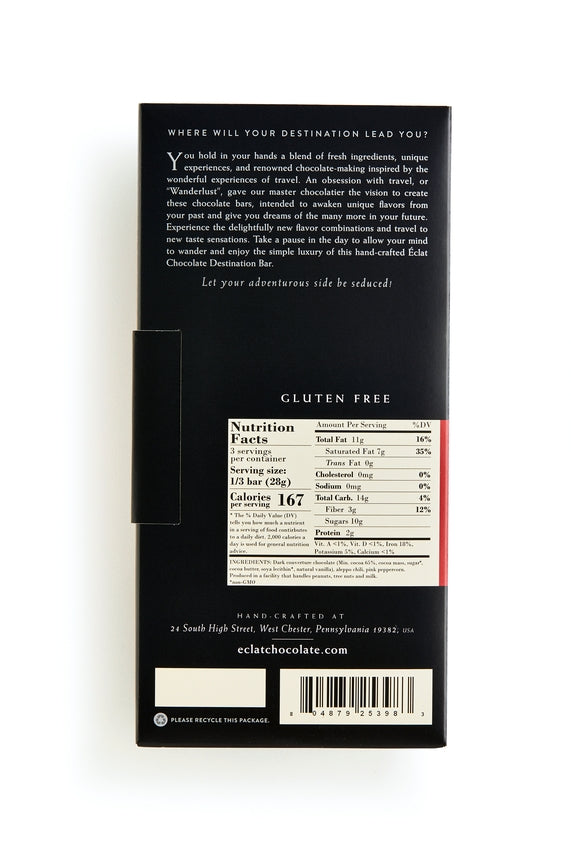 WHERE WILL YOUR DESTINATION LEAD YOU?
You hold in your hands a blend of fresh ingredients, unique
experiences, and renowned chocolate-making inspired by the
wonderful experiences of travel. An obsession with travel, or
"Wanderlust", gave our master chocolatier the vision to create
these chocolate bars, intended to awaken unique flavors from
your past and give you dreams of the many more in your future.
Experience the delightfully new flavor combinations and travel to
new taste sensations. Take a pause in the day to allow your mind
to wander and enjoy the simple luxury of this hand-crafted Éclat
Chocolate Destination Bar.
Let your adventurous side be seduced!
GLUTEN FREE
Nutrition
Facts
3 servings
per container
Serving size:
1/3 bar (28g)
Calories
per serving 167
* The % Daily Value (DV)
tells you how much a nutrient
in a serving of food contributes
to a daily diet. 2,000 calories a
day is used for general nutrition
advice.
Amount Per Serving %DV
Total Fat 11g 16%
Saturated Fat 7g 35%
Trans Fat 0g
Cholesterol 0mg 0%
Sodium 0mg 0%
Total Carb. 14g 4%
Fiber 3g 12%
Sugars 10g
Protein 2g
Vit. A <1%, Vit. D <1%, Iron 18%,
Potassium 5%, Calcium <1%
INGREDIENTS: Dark couverture chocolate (Min. cocoa 65%, cocoa mass, sugar*,
cocoa butter, soya lecithin*, natural vanilla), aleppo chili, pink peppercorn.
Produced in a facility that handles peanuts, tree nuts and milk.
*non-GMO
HAND-CRAFTED AT
24 South High Street, West Chester, Pennsylvania 19382, USA
eclatchocolate.com
PLEASE RECYCLE THIS PACKAGE.
8 04879 25398 3